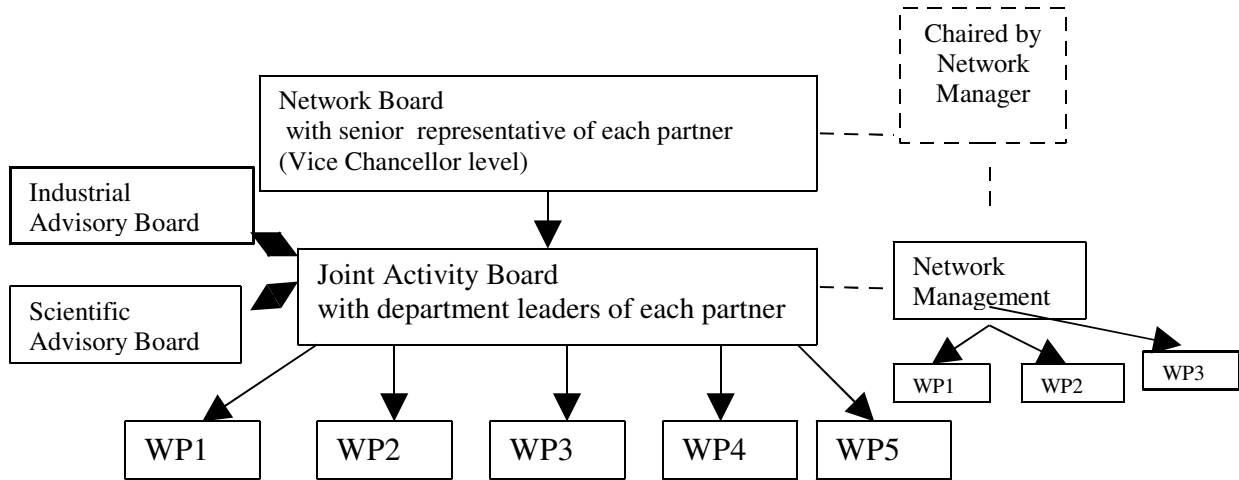 Chaired by
Network
Manager
Network Board
with senior representative of each partner
(Vice Chancellor level)
Industrial
Advisory Board
Joint Activity Board
with department leaders of each partner
Network
Management
Scientific
Advisory Board
WP1
WP2
WP3
WP1
WP2
WP3
WP4
WP5